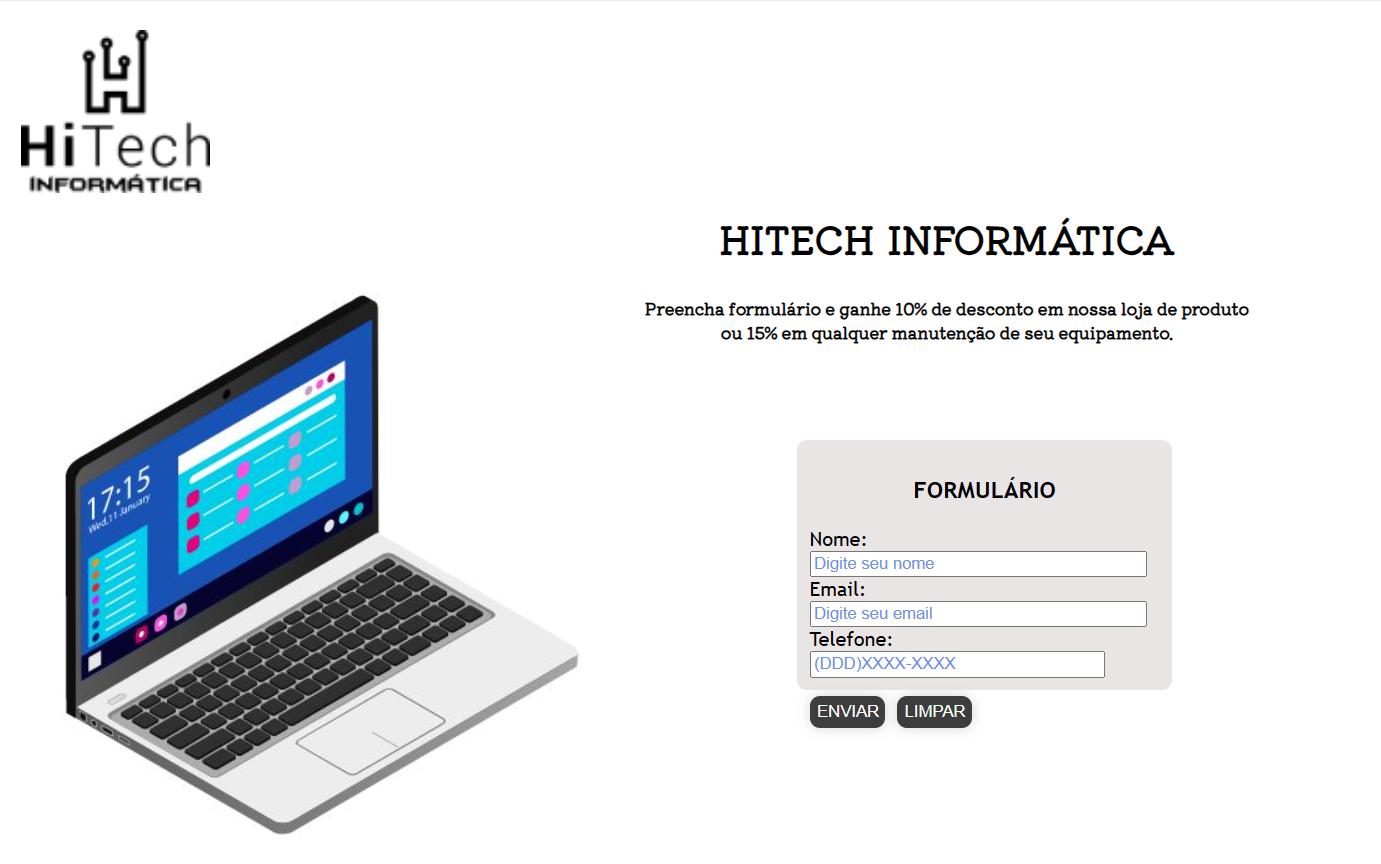 HiTech
INFORMÁTICA
HITECH INFORMÁTICA
Preencha formulário e ganhe 10% de desconto em nossa loja de produto
ou 15% em qualquer manutenção de seu equipamento.
17:15
Wed,11 January
FORMULÁRIO
Nome:
Digite seu nome
Email:
Digite seu email
Telefone:
(DDD)XXXX-XXXX
ENVIAR LIMPAR